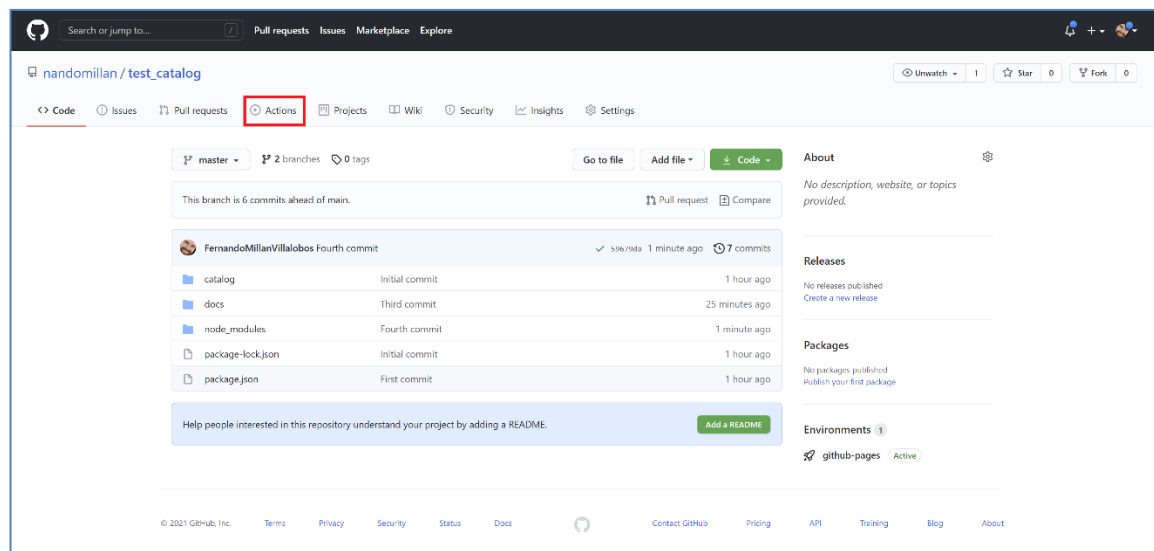 Search or jump to... / Pull requests Issues Marketplace Explore
nandomillan / test_catalog Unwatch 1 Star 0 Fork 0
Code Issues Pull requests Actions Projects Wiki Security Insights Settings
master 2 branches 0 tags Go to file Add file Code About
No description, website, or topics provided.
This branch is 6 commits ahead of main. Pull request Compare
FernandoMillanVillalobos Fourth commit 59679da 1 minute ago 7 commits
catalog Initial commit 1 hour ago
docs Third commit 25 minutes ago
node_modules Fourth commit 1 minute ago
package-lock.json Initial commit 1 hour ago
package.json First commit 1 hour ago
Help people interested in this repository understand your project by adding a README. Add a README
Releases
No releases published
Create a new release
Packages
No packages published
Publish your first package
Environments 1
github-pages Active
© 2021 GitHub, Inc. Terms Privacy Security Status Docs Contact GitHub Pricing API Training Blog About